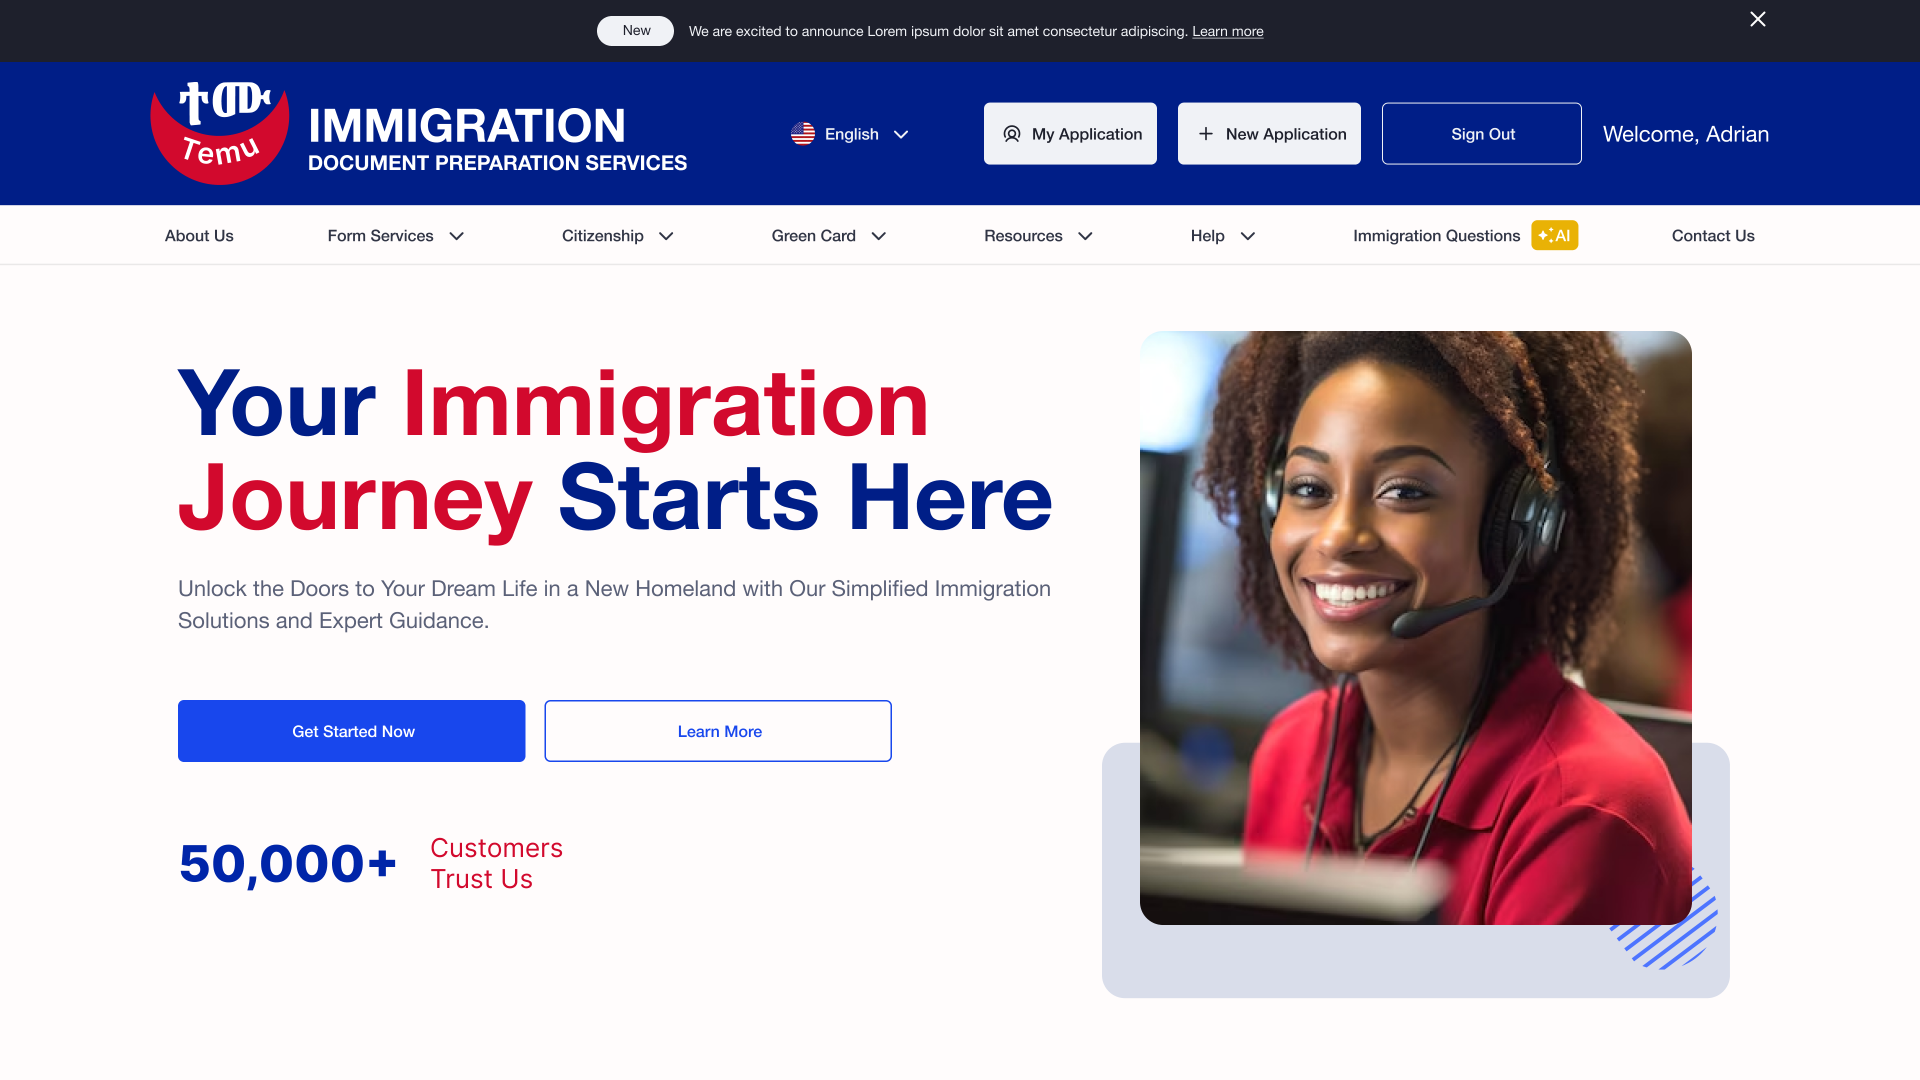 New
We are excited to announce Lorem ipsum dolor sit amet consectetur adipiscing. Learn more
Temu
IMMIGRATION
DOCUMENT PREPARATION SERVICES
English
My Application
New Application
Sign Out
Welcome, Adrian
About Us
Form Services
Citizenship
Green Card
Resources
Help
Immigration Questions
AI
Contact Us
Your Immigration
Journey Starts Here
Unlock the Doors to Your Dream Life in a New Homeland with Our Simplified Immigration
Solutions and Expert Guidance.
Get Started Now
Learn More
50,000+
Customers
Trust Us